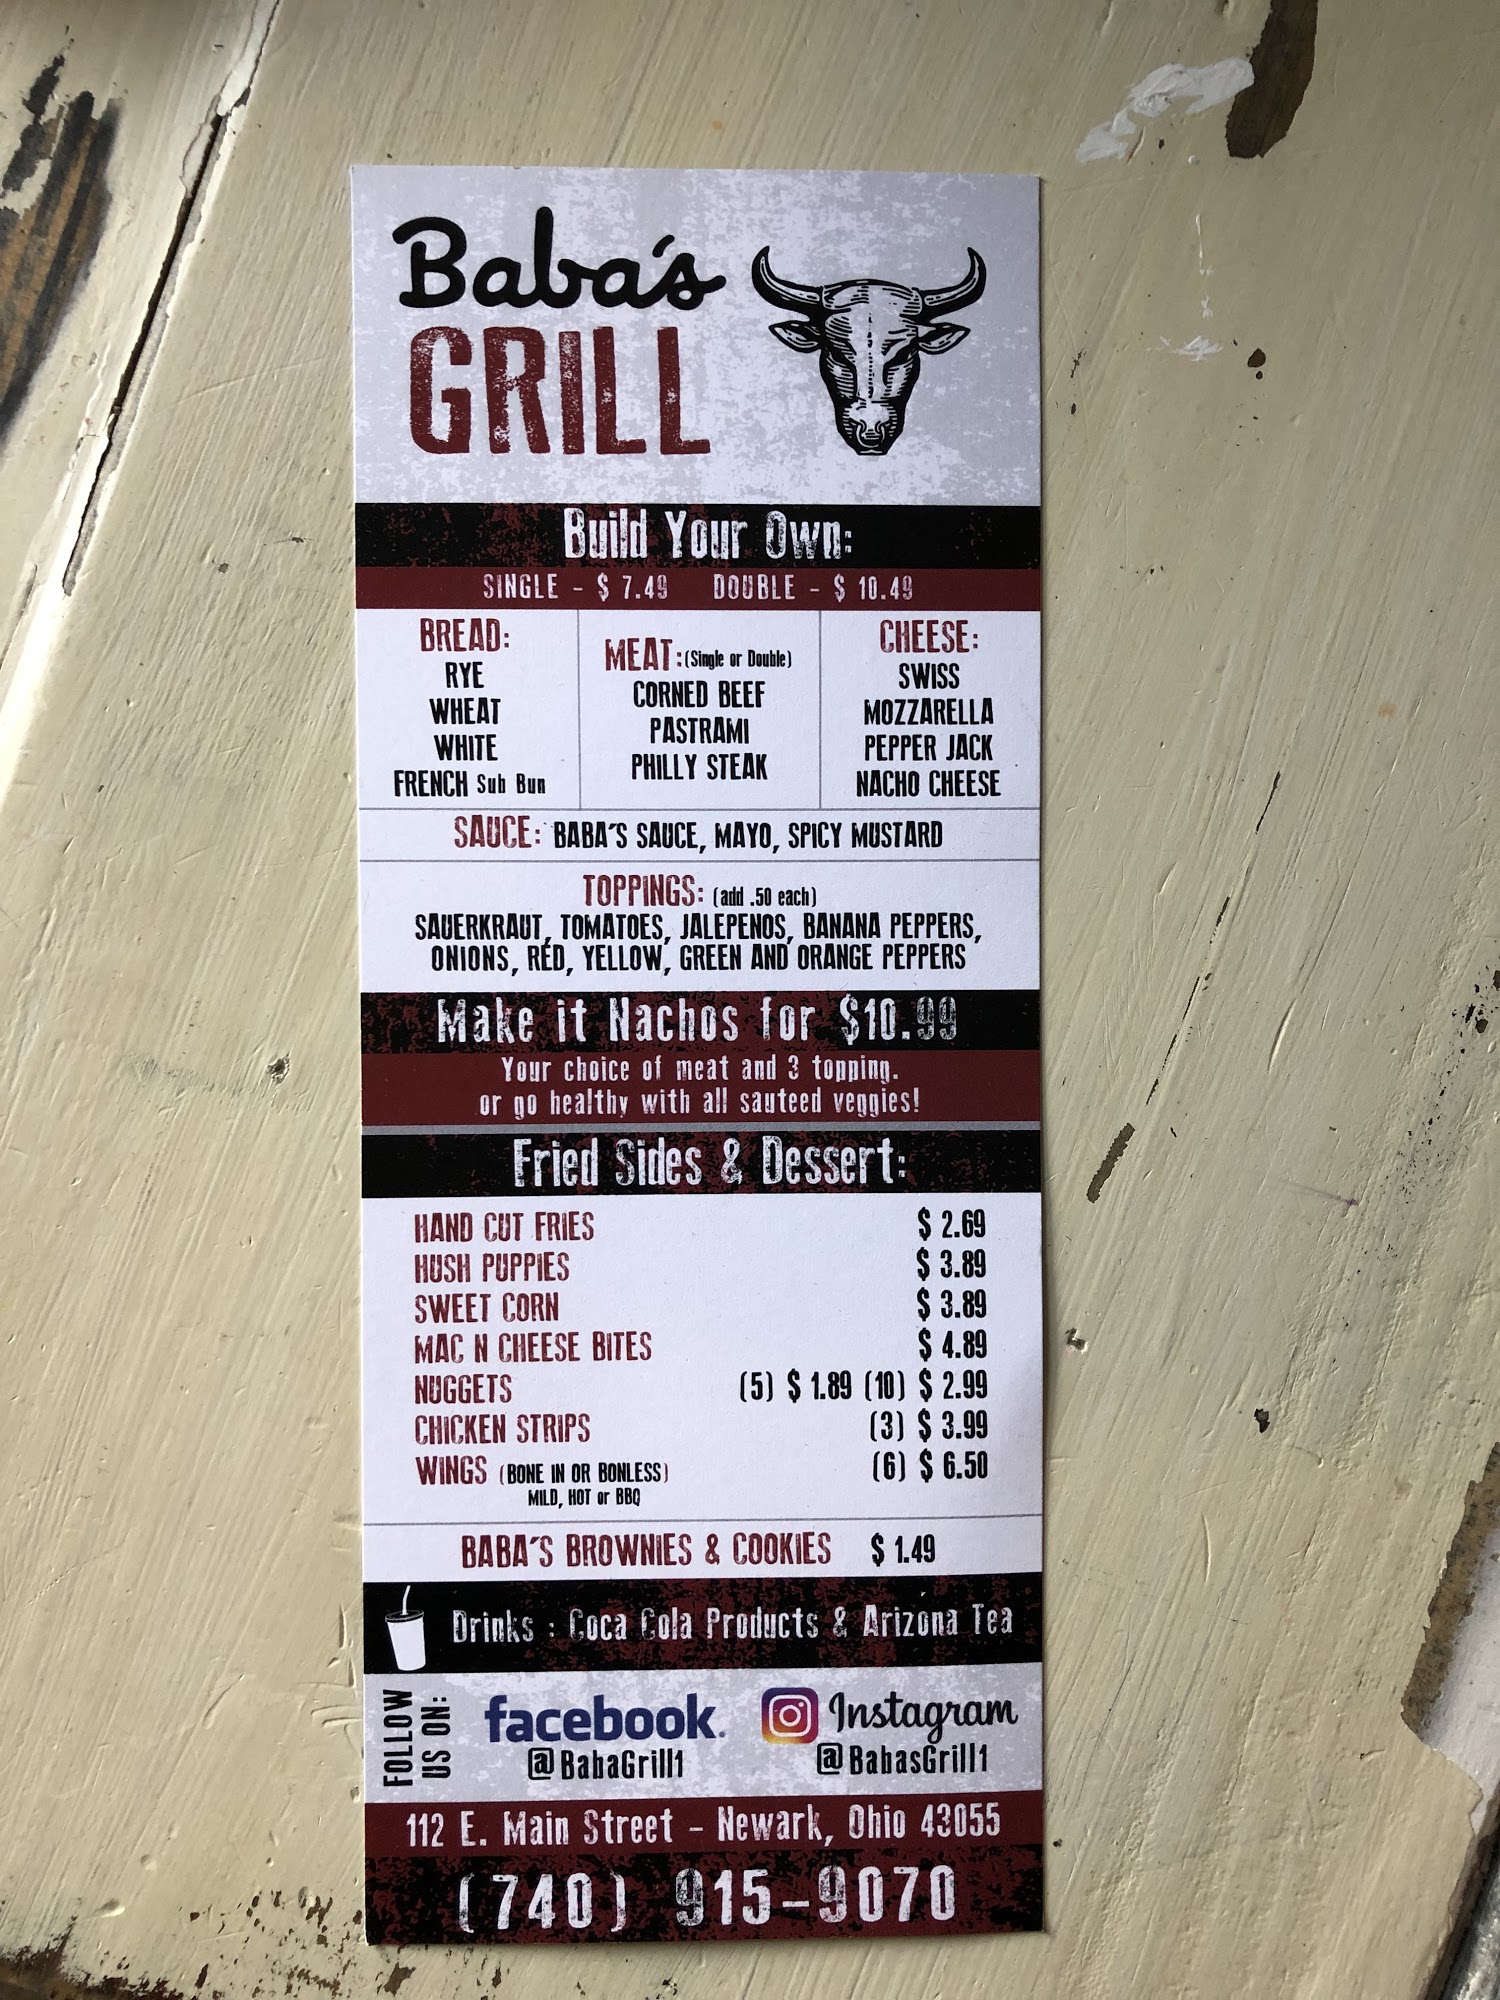 Baba's
GRILL
Build Your Own:
SINGLE - $ 7.49 DOUBLE - $ 10.49
BREAD:
RYE
WHEAT
WHITE
FRENCH Sub Bun
MEAT:(Single or Double)
CORNED BEEF
PASTRAMI
PHILLY STEAK
CHEESE:
SWISS
MOZZARELLA
PEPPER JACK
NACHO CHEESE
SAUCE: BABA'S SAUCE, MAYO, SPICY MUSTARD
TOPPINGS: (add .50 each)
SAUERKRAUT, TOMATOES, JALEPENOS, BANANA PEPPERS,
ONIONS, RED, YELLOW, GREEN AND ORANGE PEPPERS
Make it Nachos for $10.99
Your choice of meat and 3 topping.
or go healthy with all sauteed veggies!
Fried Sides & Dessert:
HAND CUT FRIES $ 2.69
HUSH PUPPIES $ 3.89
SWEET CORN $ 3.89
MAC N CHEESE BITES $ 4.89
NUGGETS (5) $ 1.89 (10) $ 2.99
CHICKEN STRIPS (3) $ 3.99
WINGS (BONE IN OR BONLESS) (6) $ 6.50
MILD, HOT or BBQ
BABA'S BROWNIES & COOKIES $ 1.49
Drinks : Coca Cola Products & Arizona Tea
FOLLOW
US ON:
facebook.
@BabaGrill1
Instagram
@BabasGrill1
112 E. Main Street - Newark, Ohio 43055
(740) 915-9070